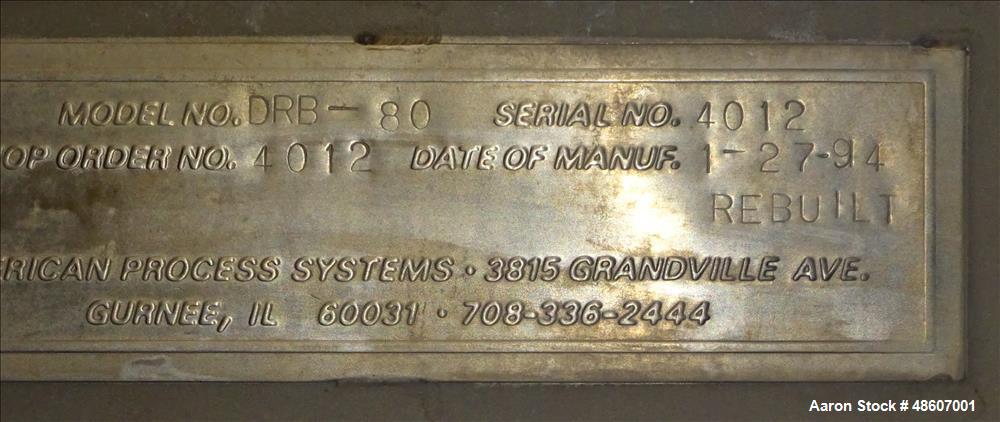 MODEL NO. DRB-80 SERIAL NO. 4012
OP ORDER NO. 4012 DATE OF MANUF. 1-27-94
REBUILT
ERICAN PROCESS SYSTEMS · 3815 GRANDVILLE AVE.
GURNEE, IL 60031 · 708-336-2444
Aaron Stock # 48607001